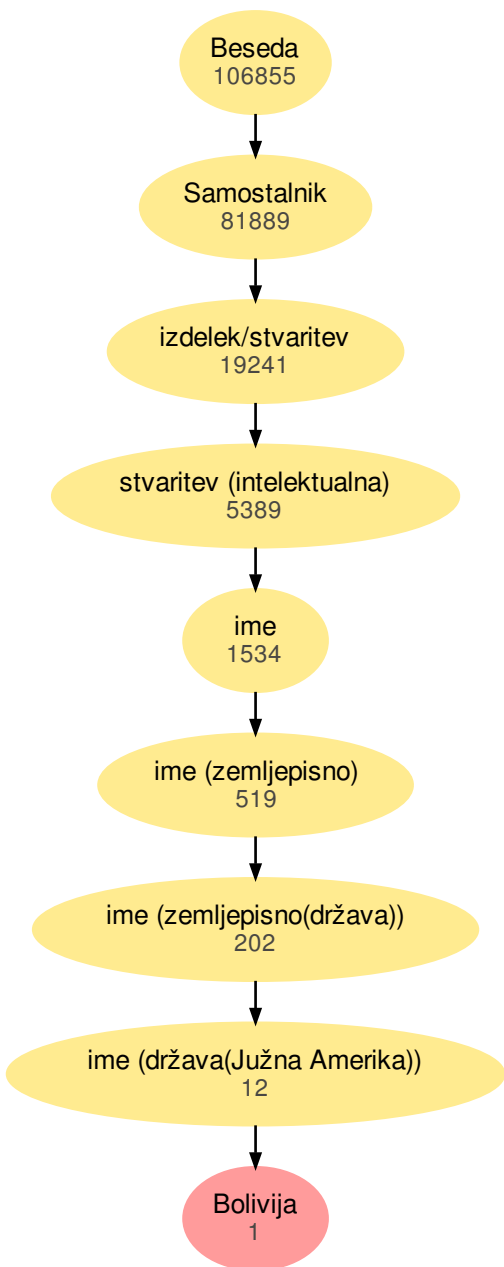 Beseda
106855
Samostalnik
81889
izdelek/stvaritev
19241
stvaritev (intelektualna)
5389
ime
1534
ime (zemljepisno)
519
ime (zemljepisno(država))
202
ime (država(Južna Amerika))
12
Bolivija
1